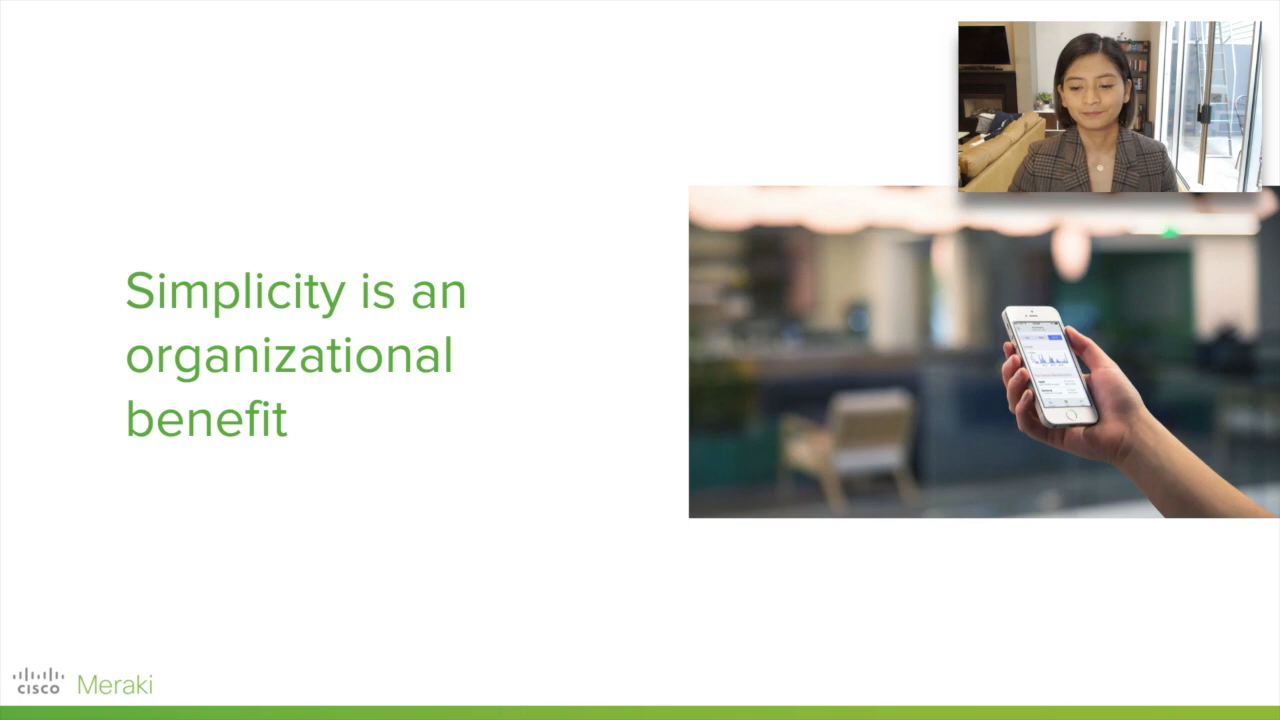 Simplicity is an
organizational
benefit
CISCO Meraki